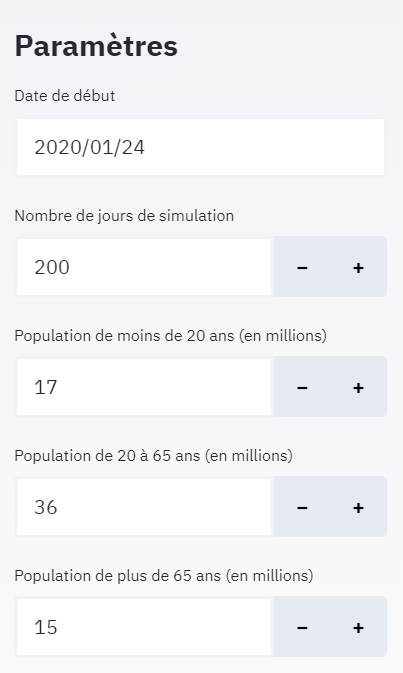 Paramètres
Date de début
2020/01/24
Nombre de jours de simulation
200 − +
Population de moins de 20 ans (en millions)
17 − +
Population de 20 à 65 ans (en millions)
36 − +
Population de plus de 65 ans (en millions)
15 − +